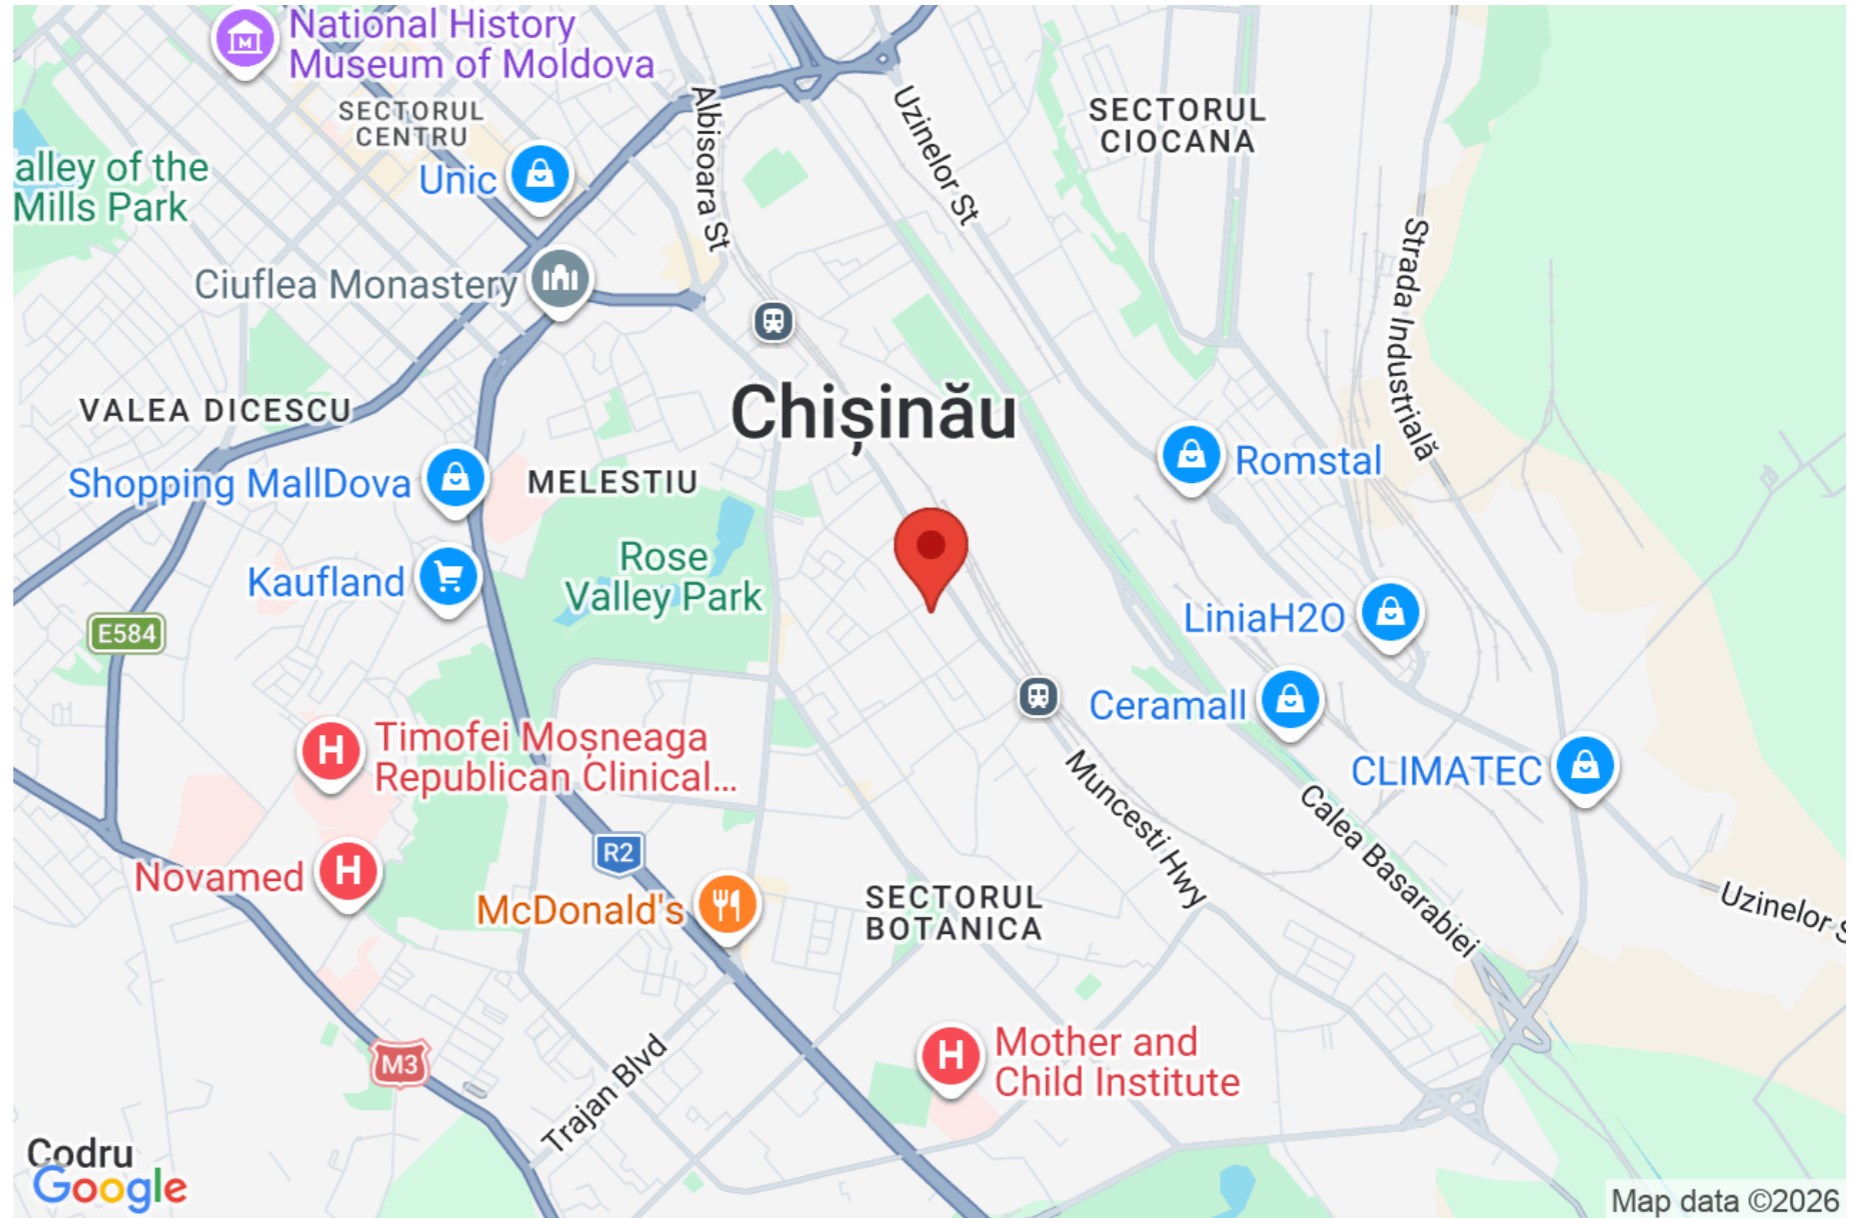 National History
Museum of Moldova
SECTORUL
CENTRU
Albisoara St
Uzinelor St
SECTORUL
CIOCANA
alley of the
Mills Park
Unic
Strada Industrială
Ciuflea Monastery
Chișinău
VALEA DICESCU
Shopping MallDova
MELESTIU
Romstal
Rose
Valley Park
Kaufland
E584
LiniaH2O
Ceramall
Timofei Moșneaga
Republican Clinical...
CLIMATEC
Muncesti Hwy
Calea Basarabiei
R2
Novamed
McDonald's
SECTORUL
BOTANICA
Uzinelor S
M3
Trajan Blvd
Mother and
Child Institute
Codru
Google
Map data ©2026
H
H
H
M